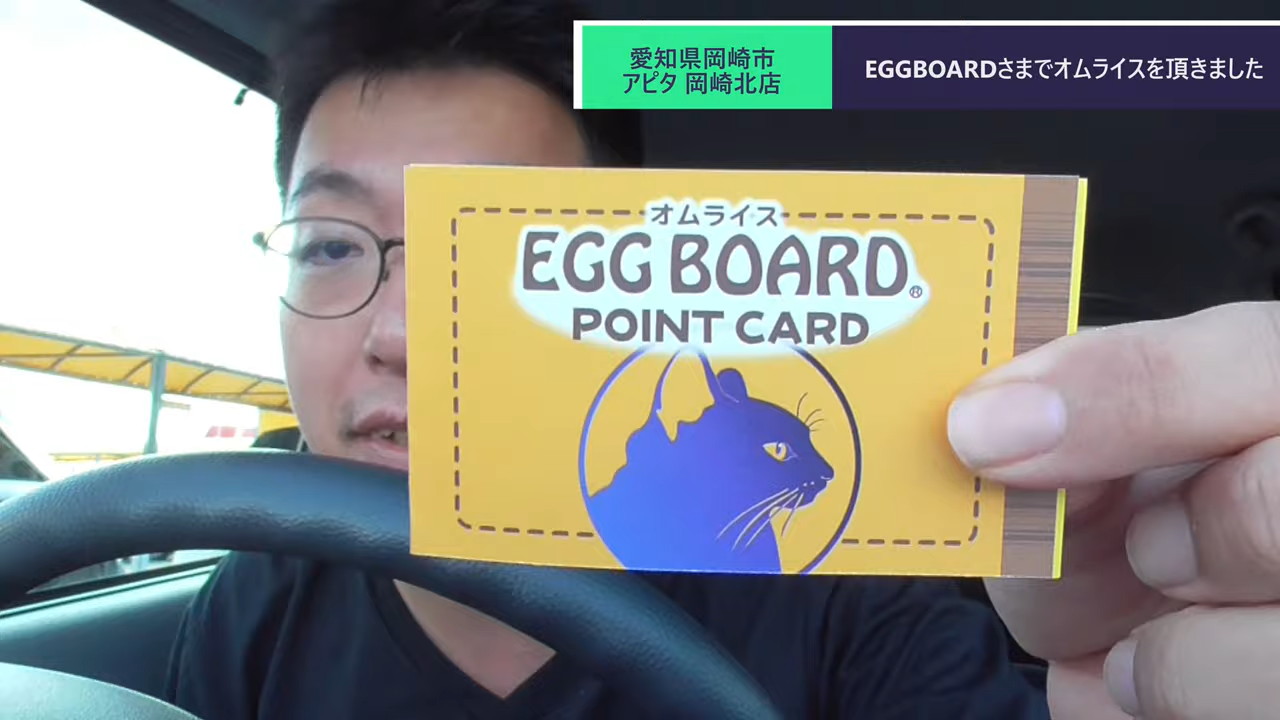 愛知県岡崎市
アピタ 岡崎北店
EGGBOARDさまでオムライスを頂きました
オムライス
EGG BOARD®
POINT CARD